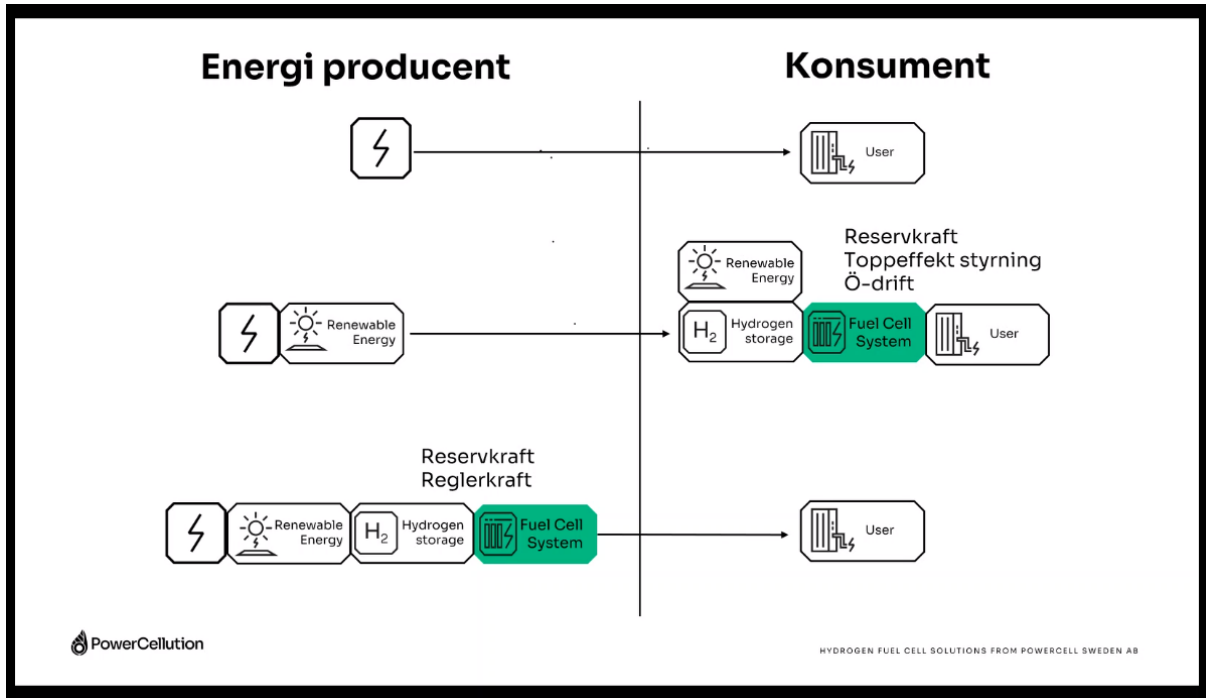 Energi producent
Konsument
User
Reservkraft
Toppeffekt styrning
Ö-drift
Renewable
Energy
Renewable
Energy
H2
Hydrogen
storage
Fuel Cell
System
User
Reservkraft
Reglerkraft
Renewable
Energy
H2
Hydrogen
storage
Fuel Cell
System
User
PowerCellution
HYDROGEN FUEL CELL SOLUTIONS FROM POWERCELL SWEDEN AB